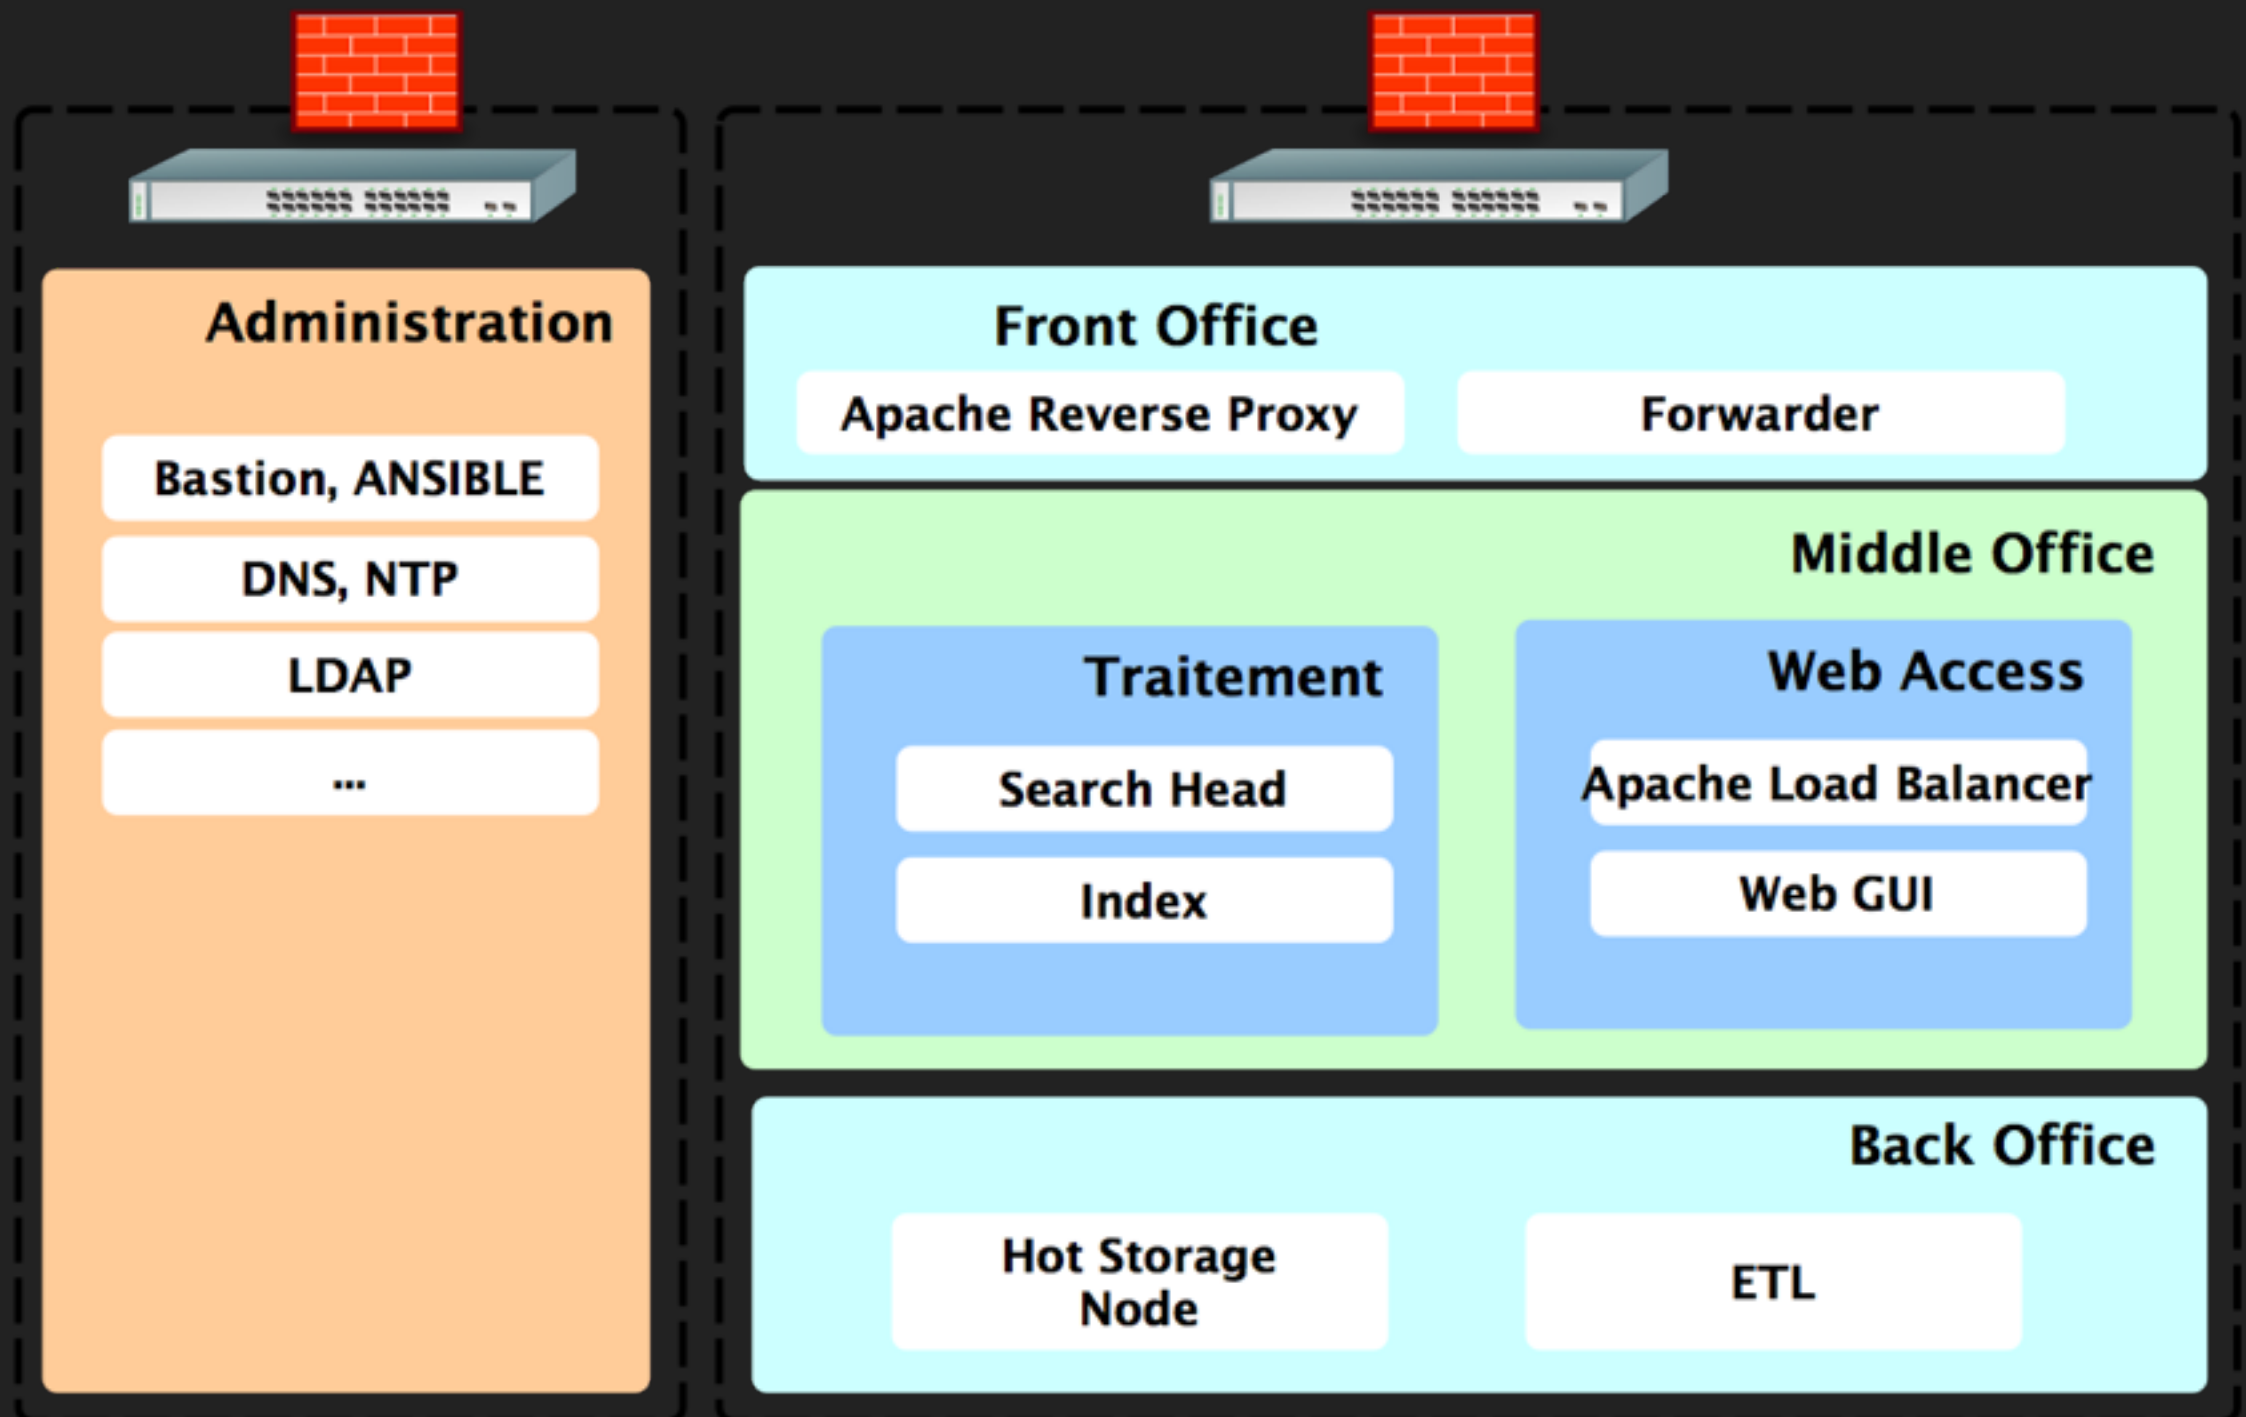 Administration
Bastion, ANSIBLE
DNS, NTP
LDAP
...
Front Office
Apache Reverse Proxy
Forwarder
Middle Office
Traitement
Search Head
Index
Web Access
Apache Load Balancer
Web GUI
Back Office
Hot Storage
Node
ETL